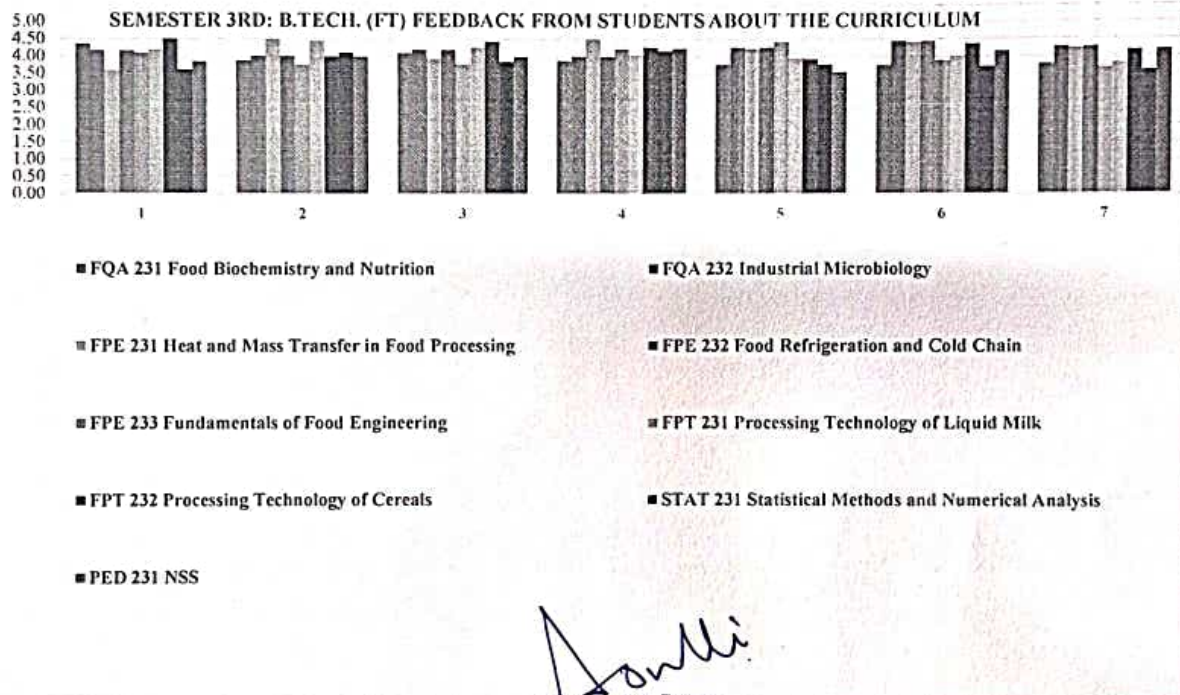 SEMESTER 3RD: B.TECH. (FT) FEEDBACK FROM STUDENTS ABOUT THE CURRICULUM
5.00
4.50
4.00
3.50
3.00
2.50
2.00
1.50
1.00
0.50
0.00
1 2 3 4 5 6 7
FQA 231 Food Biochemistry and Nutrition
FQA 232 Industrial Microbiology
FPE 231 Heat and Mass Transfer in Food Processing
FPE 232 Food Refrigeration and Cold Chain
FPE 233 Fundamentals of Food Engineering
FPT 231 Processing Technology of Liquid Milk
FPT 232 Processing Technology of Cereals
STAT 231 Statistical Methods and Numerical Analysis
PED 231 NSS